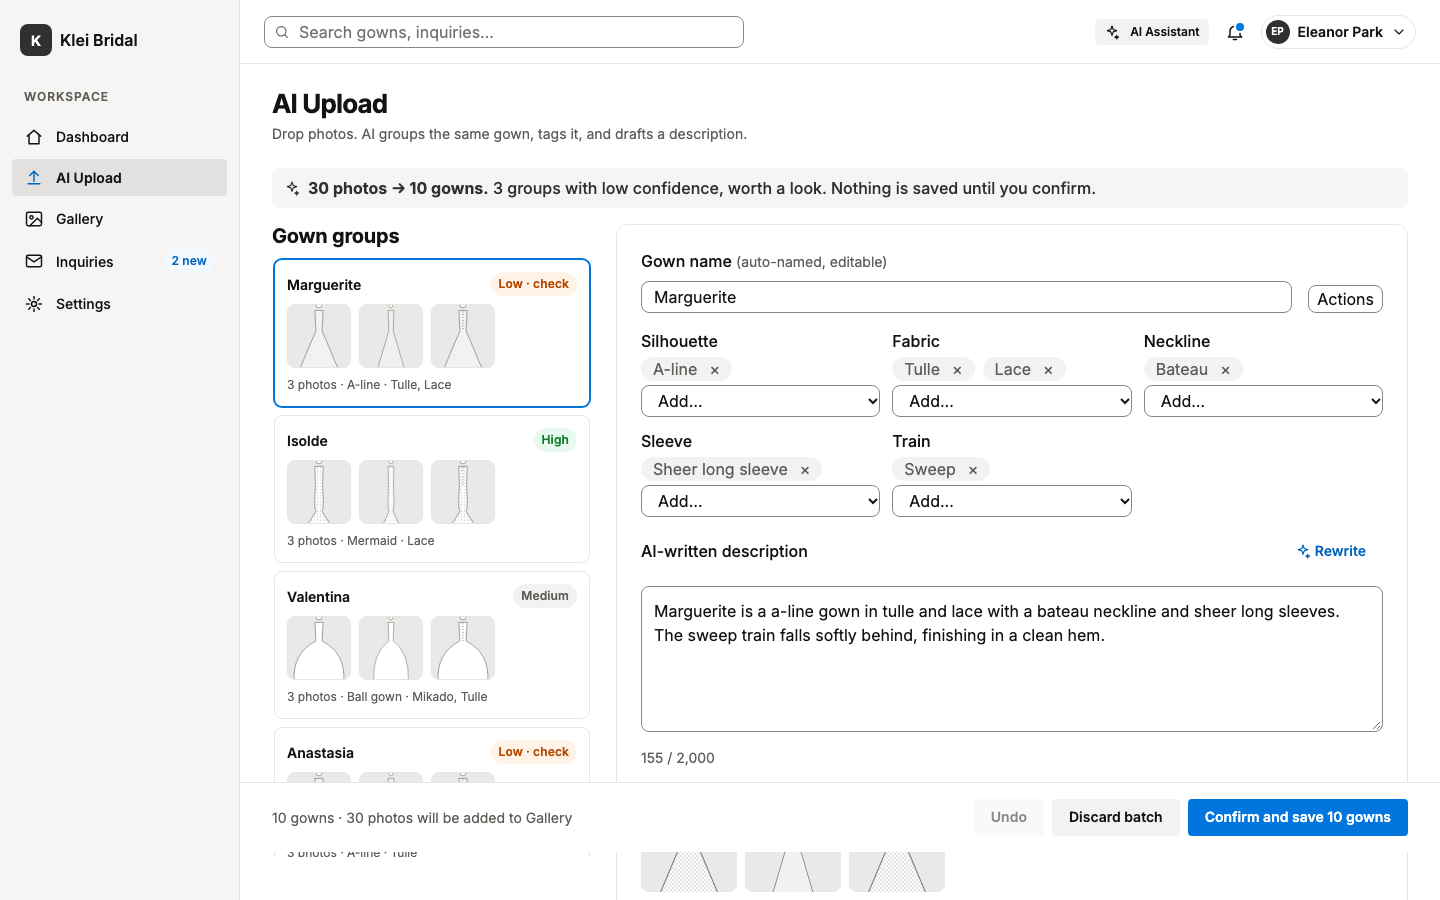 K Klei Bridal
Search gowns, inquiries...
AI Assistant
EP Eleanor Park
WORKSPACE
Dashboard
AI Upload
Gallery
Inquiries 2 new
Settings
AI Upload
Drop photos. AI groups the same gown, tags it, and drafts a description.
30 photos → 10 gowns. 3 groups with low confidence, worth a look. Nothing is saved until you confirm.
Gown groups
Marguerite Low · check
3 photos · A-line · Tulle, Lace
Isolde High
3 photos · Mermaid · Lace
Valentina Medium
3 photos · Ball gown · Mikado, Tulle
Anastasia Low · check
3 photos · A-line · Tulle
Gown name (auto-named, editable)
Marguerite
Actions
Silhouette Fabric Neckline
A-line × Tulle × Lace × Bateau ×
Add... Add... Add...
Sleeve Train
Sheer long sleeve × Sweep ×
Add... Add...
AI-written description Rewrite
Marguerite is a a-line gown in tulle and lace with a bateau neckline and sheer long sleeves.
The sweep train falls softly behind, finishing in a clean hem.
155 / 2,000
10 gowns · 30 photos will be added to Gallery
Undo Discard batch Confirm and save 10 gowns